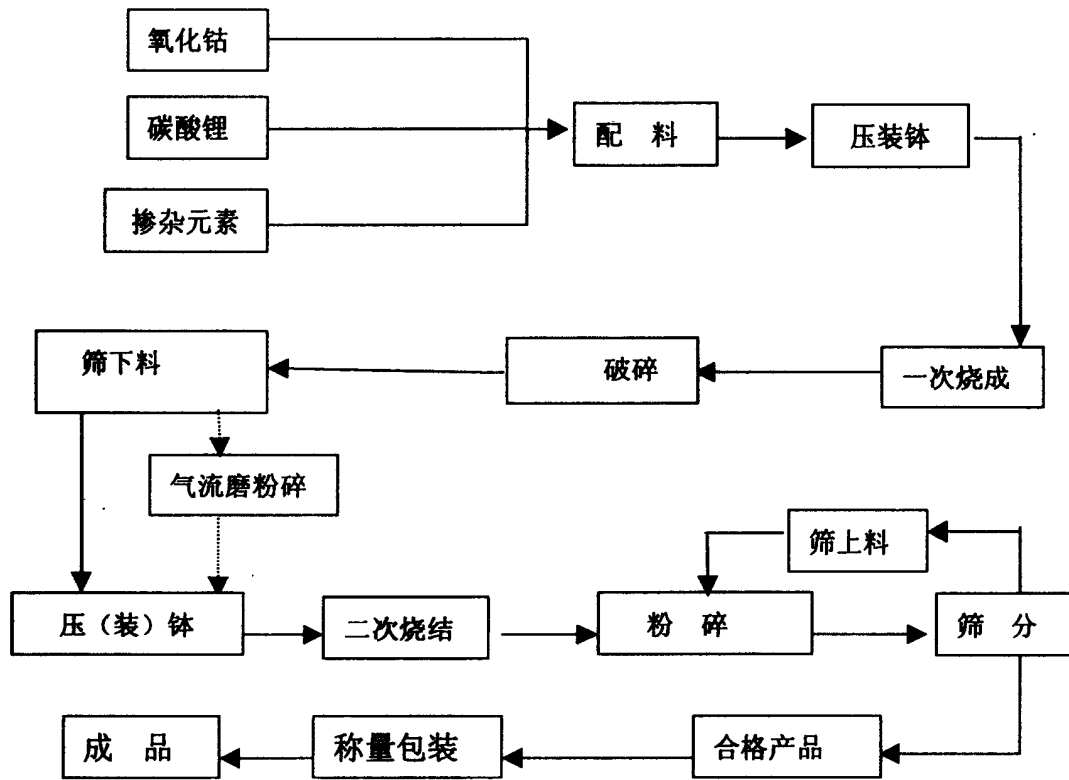 氧化钴
碳酸锂
掺杂元素
配 料
压装钵
一次烧成
破碎
筛下料
气流磨粉碎
筛上料
压（装）钵
二次烧结
粉 碎
筛 分
合格产品
称量包装
成 品